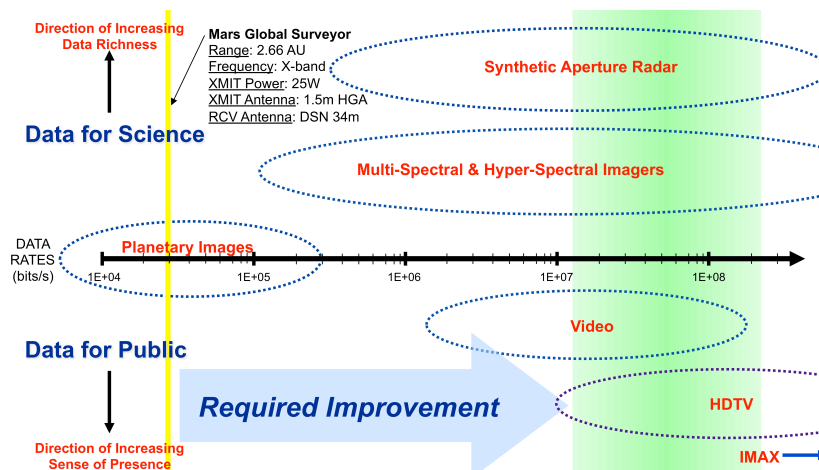 Direction of Increasing
Data Richness
Mars Global Surveyor
Range: 2.66 AU
Frequency: X-band
XMIT Power: 25W
XMIT Antenna: 1.5m HGA
RCV Antenna: DSN 34m
Synthetic Aperture Radar
Data for Science
Multi-Spectral & Hyper-Spectral Imagers
DATA
RATES
(bits/s)
Planetary Images
1E+04
1E+05
1E+06
1E+07
1E+08
Video
Data for Public
Required Improvement
HDTV
Direction of Increasing
Sense of Presence
IMAX